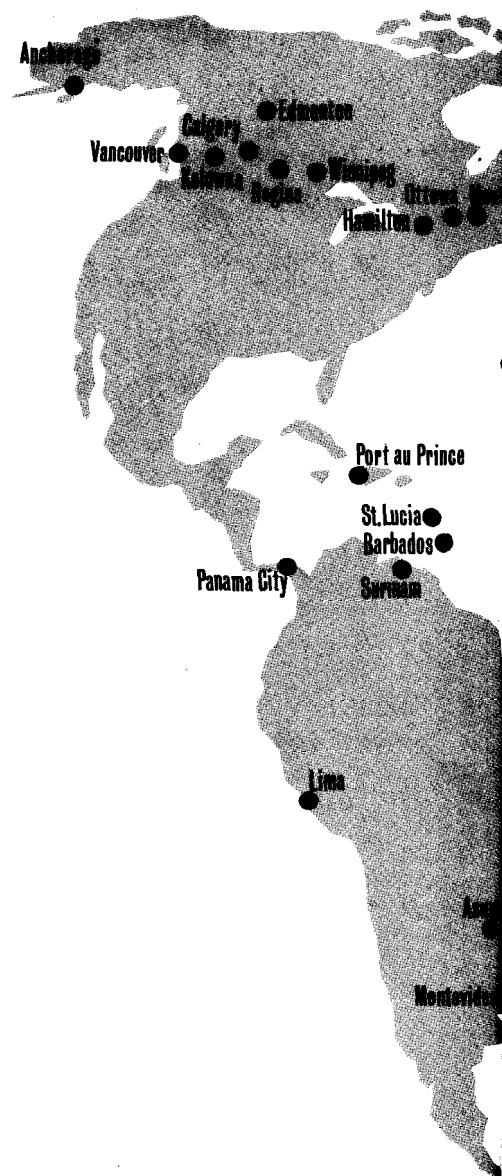 Anchorage
Edmonton
Calgary
Vancouver
Kelowna
Winnipeg
Regina
Ottawa
Hamilton
Port au Prince
St. Lucia
Barbados
Panama City
Surinam
Lima